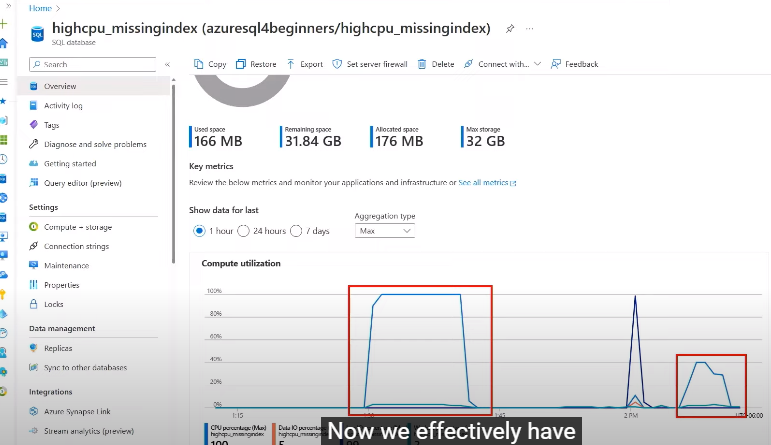 Home >
highcpu_missingindex (azuresql4beginners/highcpu_missingindex)
SQL database
Search
Copy Restore Export Set server firewall Delete Connect with... Feedback
Overview
Activity log
Tags
Diagnose and solve problems
Getting started
Query editor (preview)
Settings
Compute + storage
Connection strings
Maintenance
Properties
Locks
Data management
Replicas
Sync to other databases
Integrations
Azure Synapse Link
Stream analytics (preview)
Used space
166 MB
Remaining space
31.84 GB
Allocated space
176 MB
Max storage
32 GB
Key metrics
Review the below metrics and monitor your applications and infrastructure or See all metrics
Show data for last
1 hour 24 hours 7 days
Aggregation type
Max
Compute utilization
100%
80%
60%
40%
20%
0%
1:15
1:45
2 PM
CPU percentage (Max)
highcpu_missingindex
100
Now we effectively have